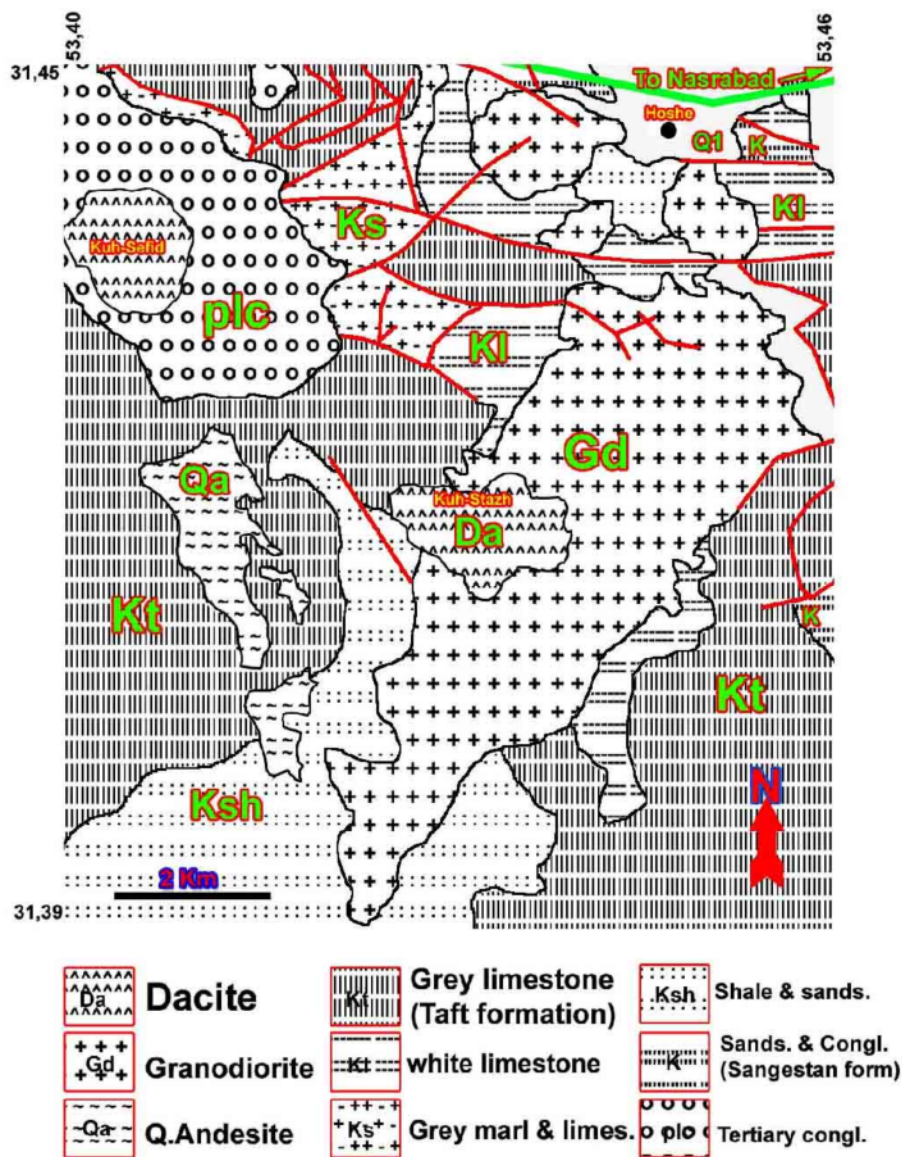 53,40
53,46
31,45
To Nasrabad
Hoshe
Q1
K
Ks
Kl
Kuh-Sefid
plc
Kl
Gd
Qa
Kuh-Stazh
Da
Kt
K
Kt
N
Ksh
2 Km
31,39
Da Dacite
Kt Grey limestone
(Taft formation)
Ksh Shale & sands.
Gd Granodiorite
Kl white limestone
K Sands. & Congl.
(Sangestan form)
Qa Q.Andesite
Ks Grey marl & limes.
plc Tertiary congl.